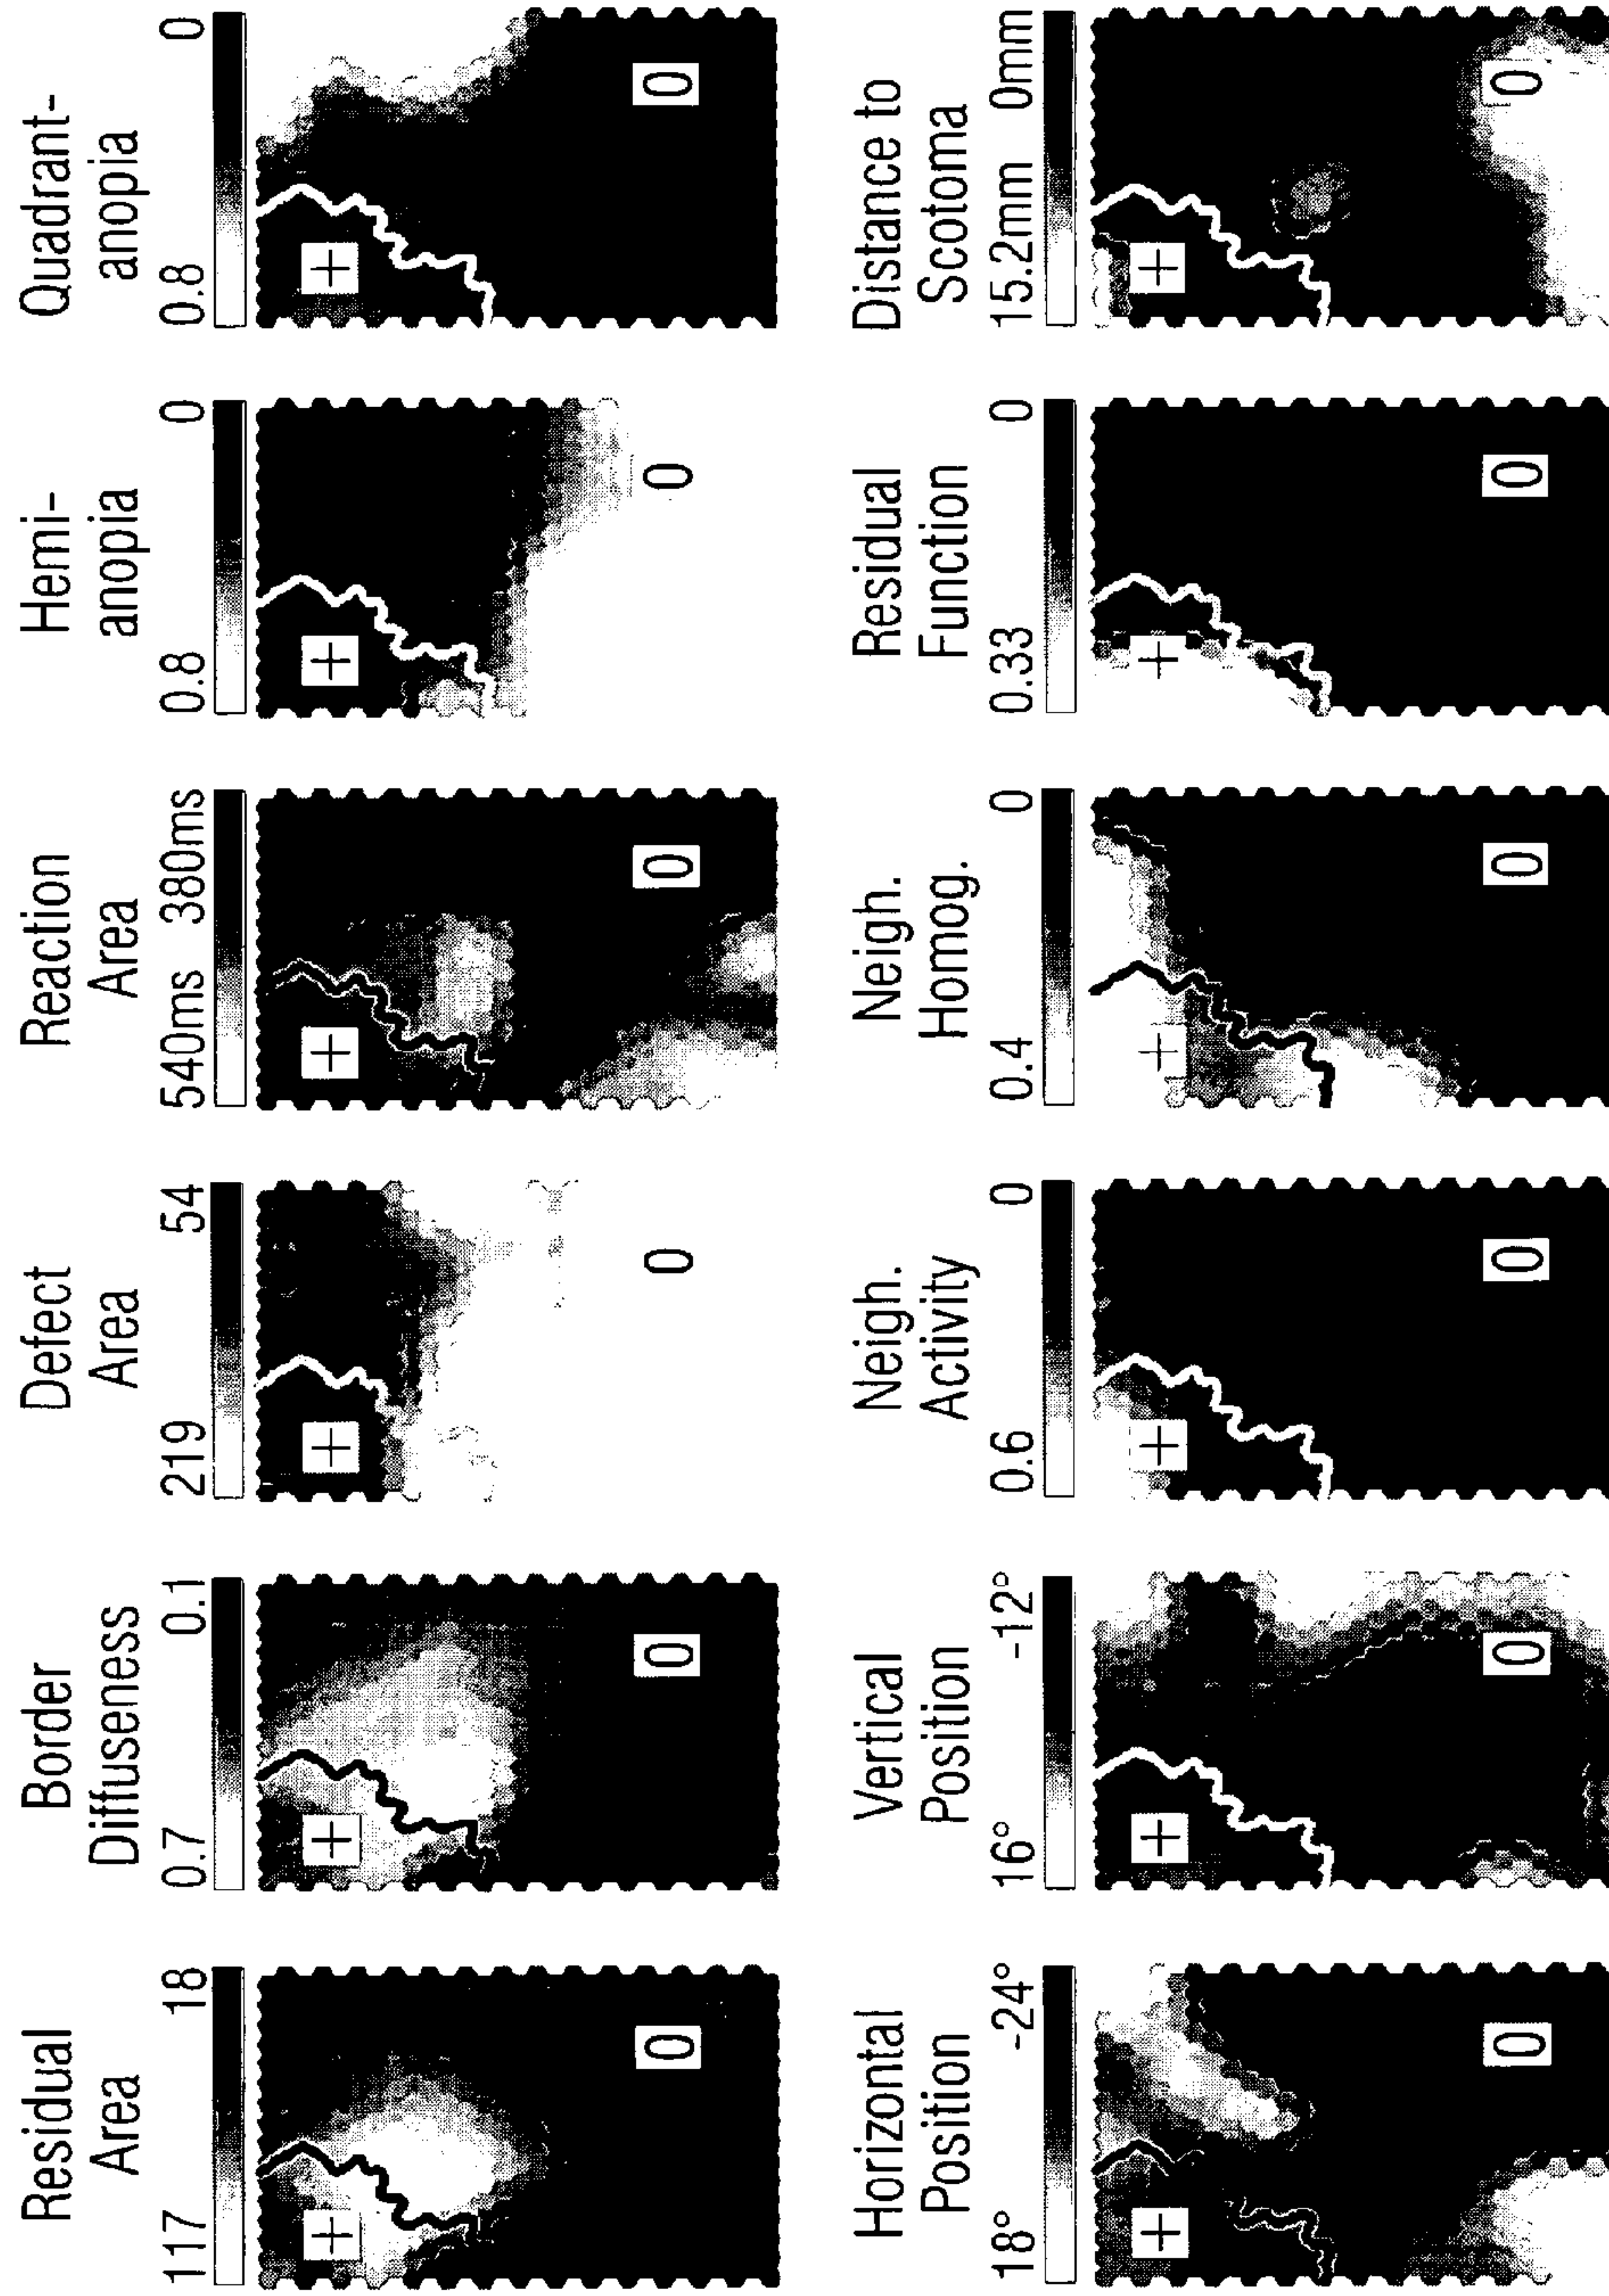 Residual
Area
117 18
+
0
Border
Diffuseness
0.7 0.1
+
0
Defect
Area
219 54
+
0
Reaction
Area
540ms 380ms
+
0
Hemi-
anopia
0.8 0
+
0
Quadrant-
anopia
0.8 0
+
0
Horizontal
Position
18° -24°
+
0
Vertical
Position
16° -12°
+
0
Neigh.
Activity
0.6 0
+
0
Neigh.
Homog.
0.4 0
+
0
Residual
Function
0.33 0
+
0
Distance to
Scotoma
15.2mm 0mm
+
0